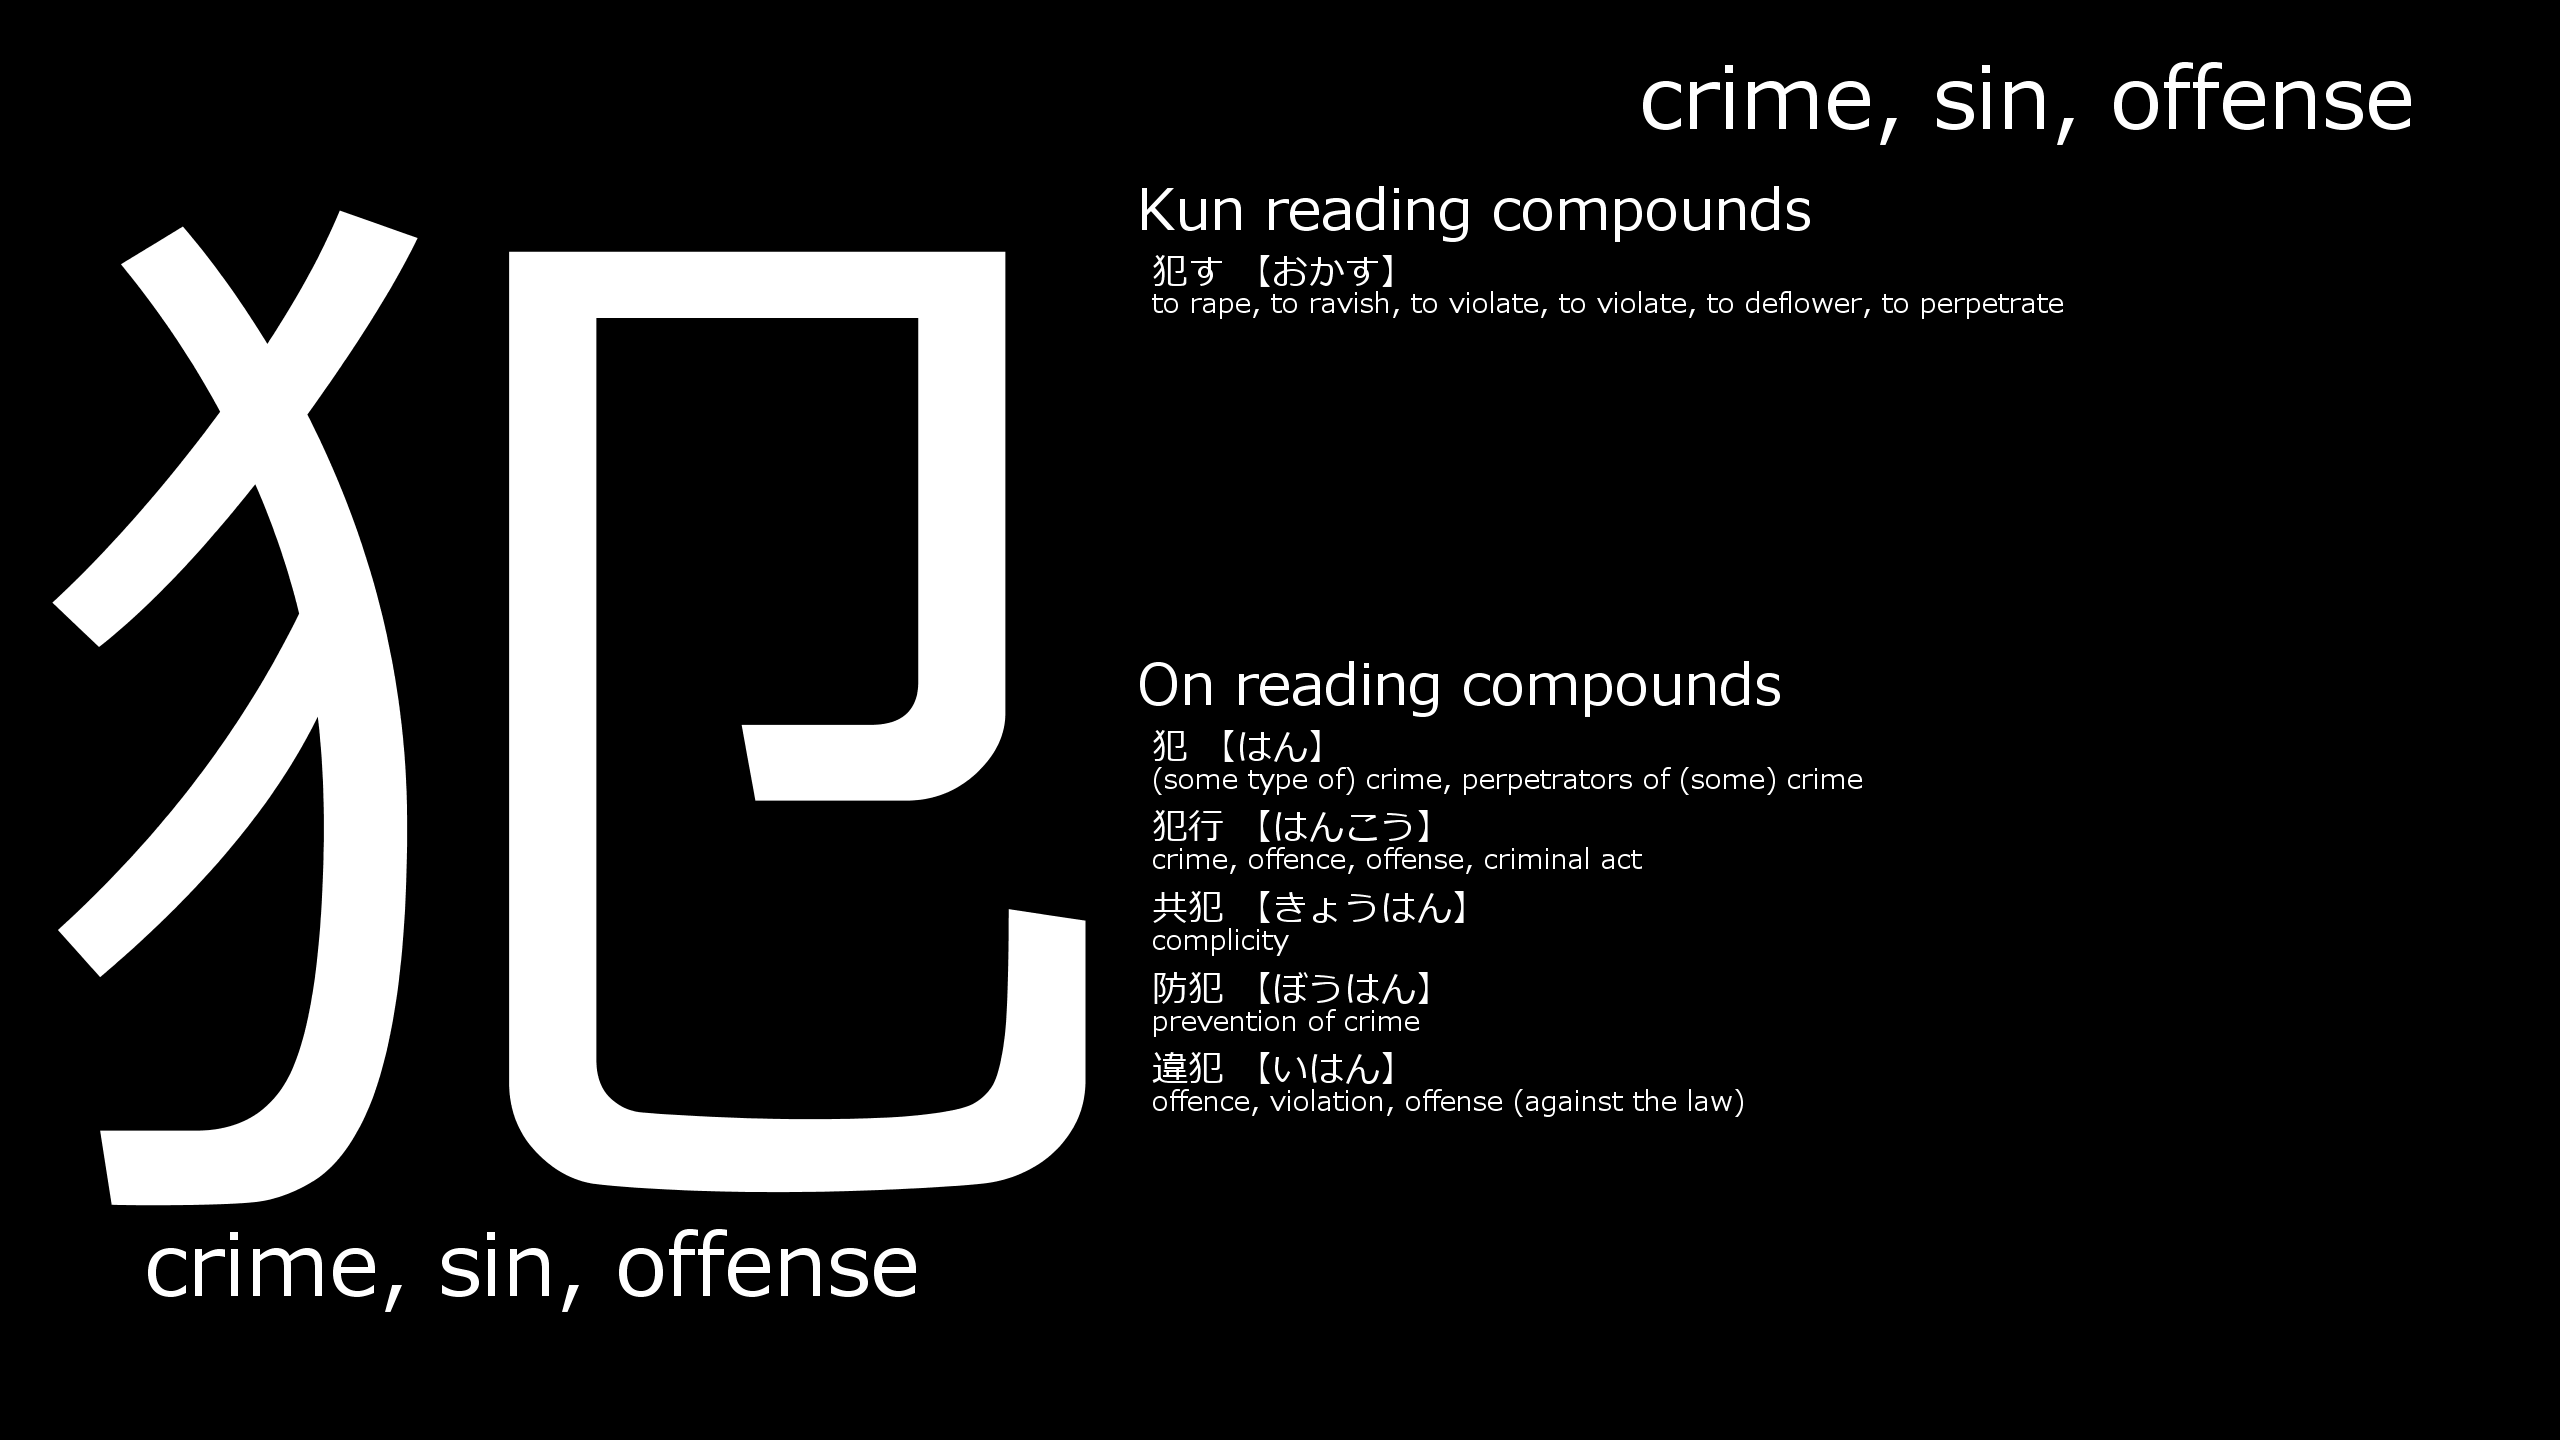 crime, sin, offense
犯
crime, sin, offense
Kun reading compounds
犯す 【おかす】
to rape, to ravish, to violate, to violate, to deflower, to perpetrate
On reading compounds
犯 【はん】
(some type of) crime, perpetrators of (some) crime
犯行 【はんこう】
crime, offence, offense, criminal act
共犯 【きょうはん】
complicity
防犯 【ぼうはん】
prevention of crime
違犯 【いはん】
offence, violation, offense (against the law)